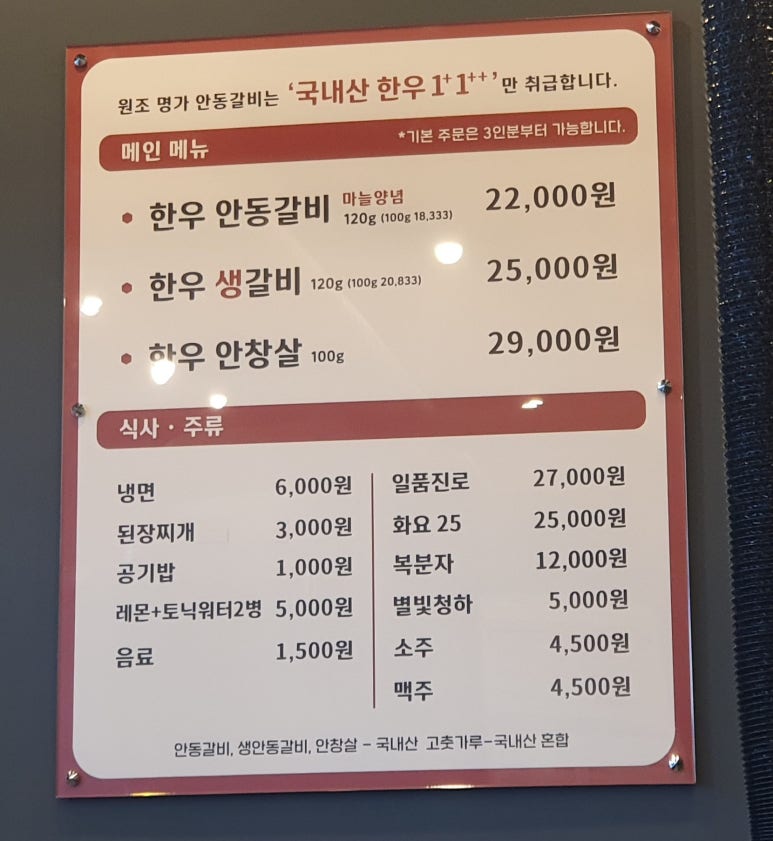 원조 명가 안동갈비는 '국내산 한우 1⁺ 1⁺⁺'만 취급합니다.
메인 메뉴 *기본 주문은 3인분부터 가능합니다.
• 한우 안동갈비 마늘양념 120g (100g 18,333) 22,000원
• 한우 생갈비 120g (100g 20,833) 25,000원
• 한우 안창살 100g 29,000원
식사 · 주류
냉면 6,000원
된장찌개 3,000원
공기밥 1,000원
레몬+토닉워터2병 5,000원
음료 1,500원
일품진로 27,000원
화요 25 25,000원
복분자 12,000원
별빛청하 5,000원
소주 4,500원
맥주 4,500원
안동갈비, 생안동갈비, 안창살 - 국내산 고춧가루-국내산 혼합